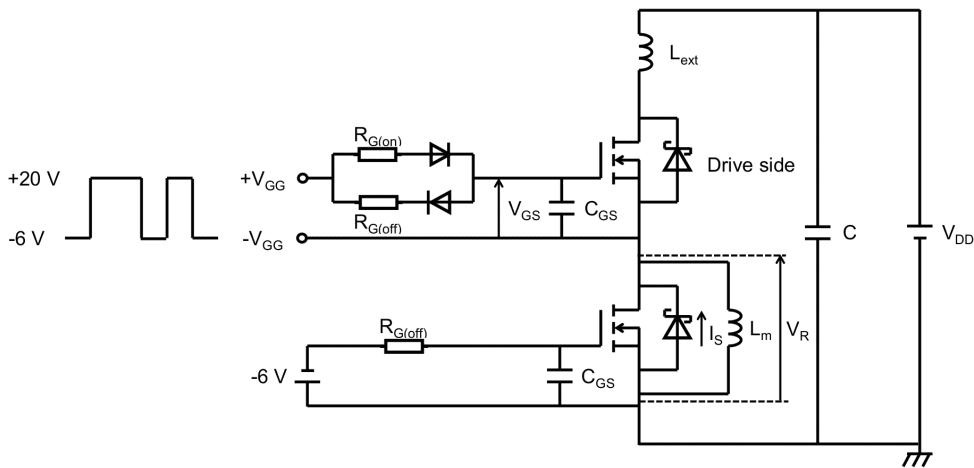 L_ext
R_G(on)
+20 V
+V_GG
Drive side
V_GS
C_GS
R_G(off)
-6 V
-V_GG
C
V_DD
R_G(off)
I_S
L_m
V_R
-6 V
C_GS